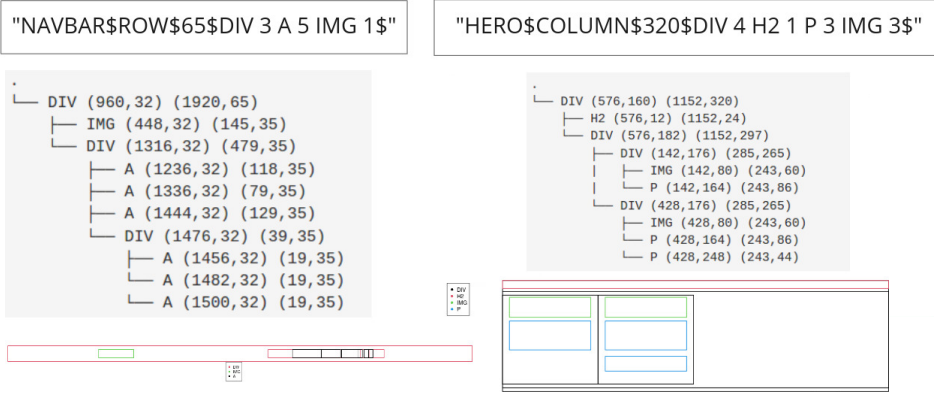 "NAVBAR$ROW$65$DIV 3 A 5 IMG 1$"
.
└── DIV (960,32) (1920,65)
├── IMG (448,32) (145,35)
└── DIV (1316,32) (479,35)
├── A (1236,32) (118,35)
├── A (1336,32) (79,35)
├── A (1444,32) (129,35)
└── DIV (1476,32) (39,35)
├── A (1456,32) (19,35)
└── A (1482,32) (19,35)
└── A (1500,32) (19,35)
DIV
IMG
A
"HERO$COLUMN$320$DIV 4 H2 1 P 3 IMG 3$"
.
└── DIV (576,160) (1152,320)
├── H2 (576,12) (1152,24)
└── DIV (576,182) (1152,297)
├── DIV (142,176) (285,265)
| ├── IMG (142,80) (243,60)
| └── P (142,164) (243,86)
└── DIV (428,176) (285,265)
├── IMG (428,80) (243,60)
└── P (428,164) (243,86)
└── P (428,248) (243,44)
DIV
H2
IMG
P